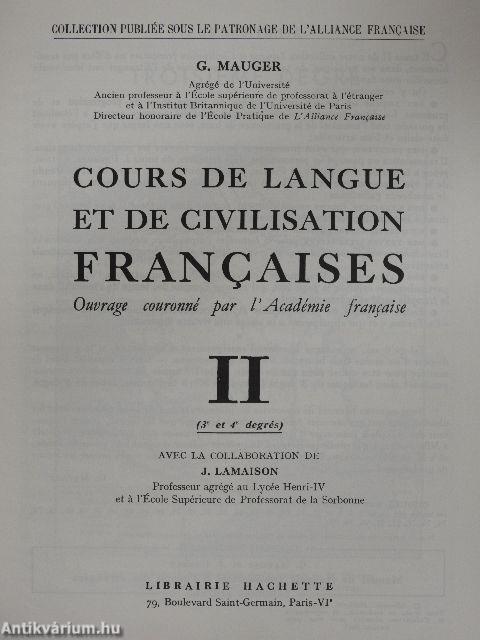 COLLECTION PUBLIÉE SOUS LE PATRONAGE DE L'ALLIANCE FRANÇAISE
G. MAUGER
Agrégé de l'Université
Ancien professeur à l'École supérieure de professorat à l'étranger
et à l'Institut Britannique de l'Université de Paris
Directeur honoraire de l'École Pratique de L'Alliance Française
COURS DE LANGUE
ET DE CIVILISATION
FRANÇAISES
Ouvrage couronné par l'Académie française
II
(3e et 4e degrés)
AVEC LA COLLABORATION DE
J. LAMAISON
Professeur agrégé au Lycée Henri-IV
et à l'École Supérieure de Professorat de la Sorbonne
LIBRAIRIE HACHETTE
79, Boulevard Saint-Germain, Paris-VIe
Antikvárium.hu